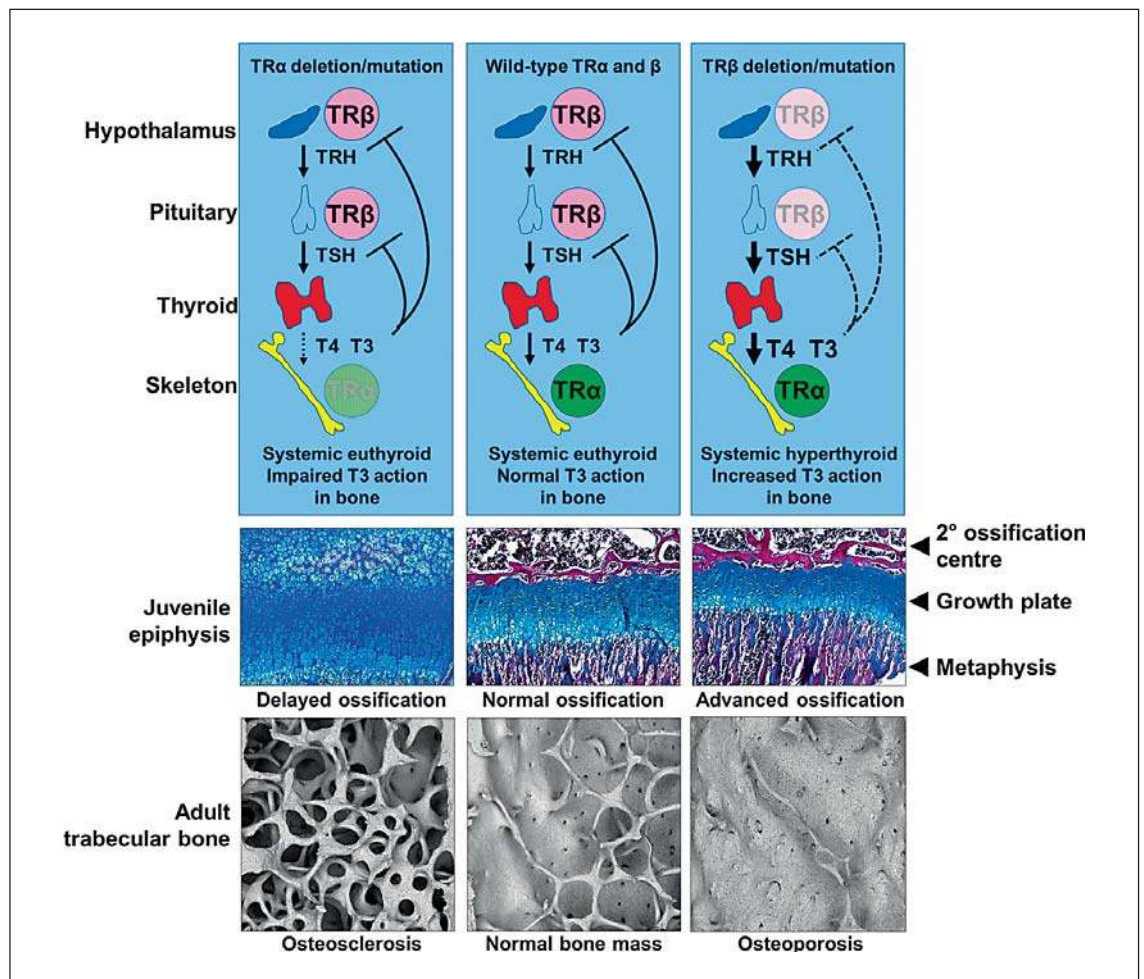 TRα deletion/mutation
Wild-type TRα and β
TRβ deletion/mutation
Hypothalamus
TRβ
TRβ
TRβ
TRH
TRH
TRH
Pituitary
TRβ
TRβ
TRβ
TSH
TSH
TSH
Thyroid
T4 T3
T4 T3
T4 T3
Skeleton
TRα
TRα
TRα
Systemic euthyroid
Impaired T3 action
in bone
Systemic euthyroid
Normal T3 action
in bone
Systemic hyperthyroid
Increased T3 action
in bone
Juvenile
epiphysis
2° ossification
centre
Growth plate
Metaphysis
Delayed ossification
Normal ossification
Advanced ossification
Adult
trabecular bone
Osteosclerosis
Normal bone mass
Osteoporosis